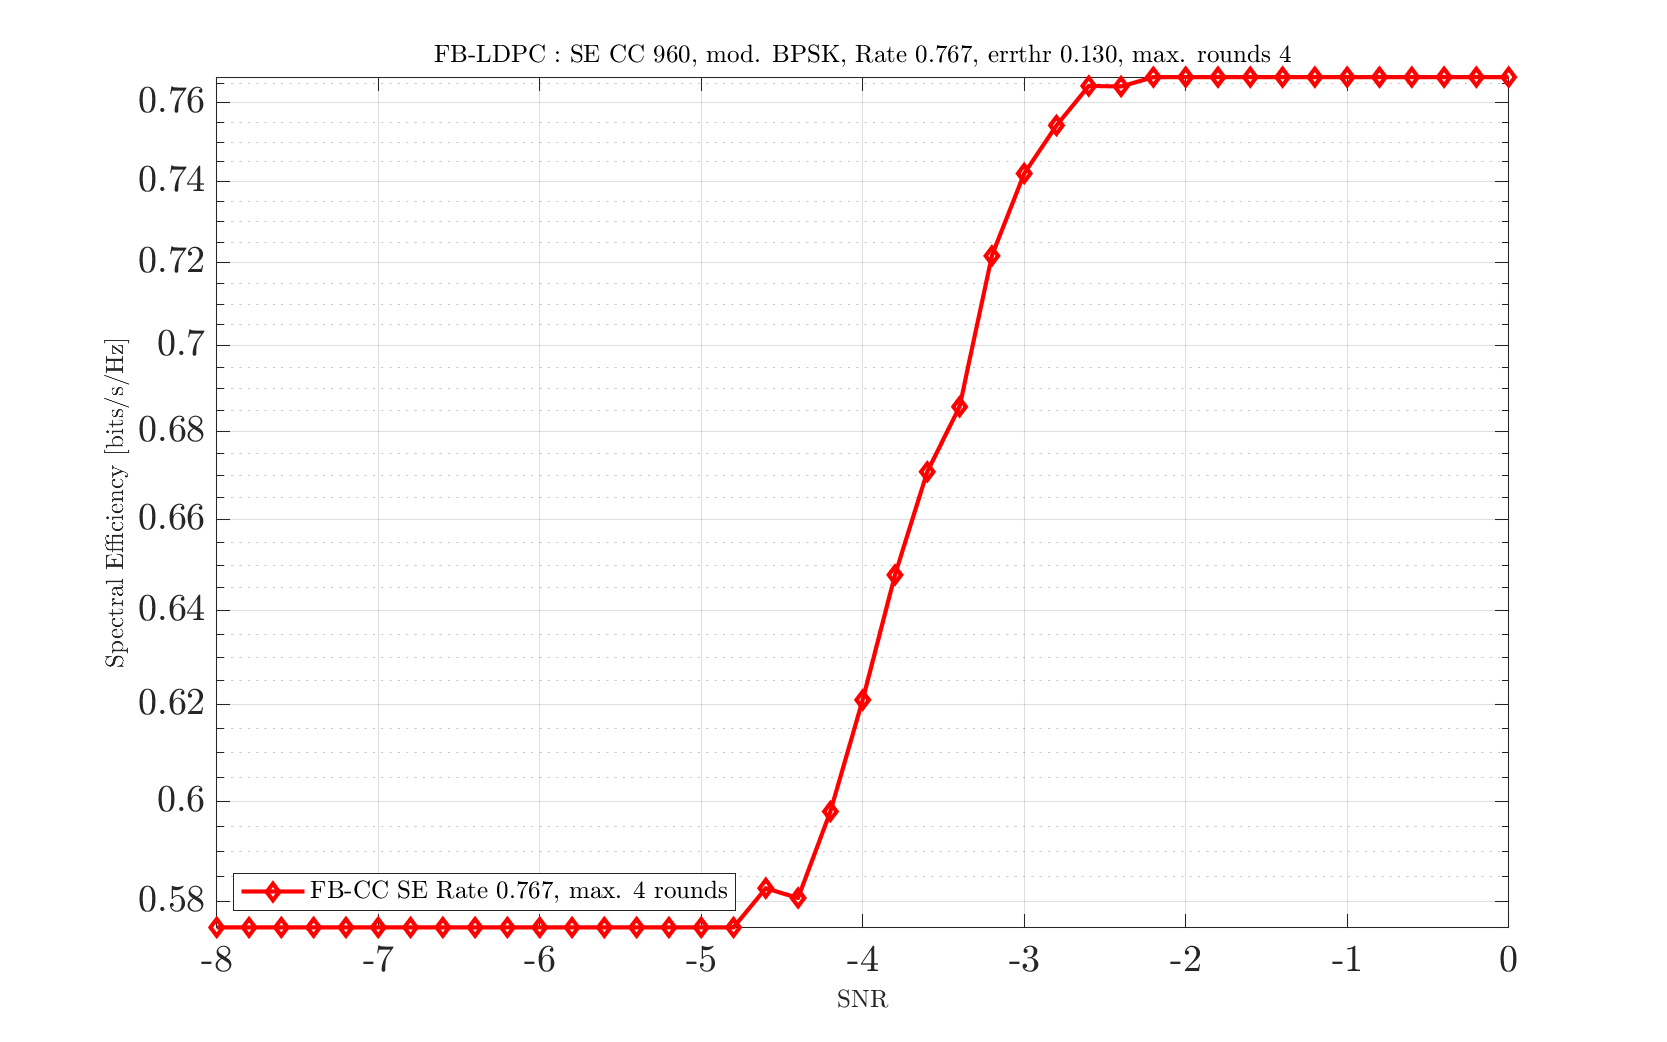 FB-LDPC : SE CC 960, mod. BPSK, Rate 0.767, errthr 0.130, max. rounds 4
Spectral Efficiency [bits/s/Hz]
0.76
0.74
0.72
0.7
0.68
0.66
0.64
0.62
0.6
0.58
FB-CC SE Rate 0.767, max. 4 rounds
-8 -7 -6 -5 -4 -3 -2 -1 0
SNR